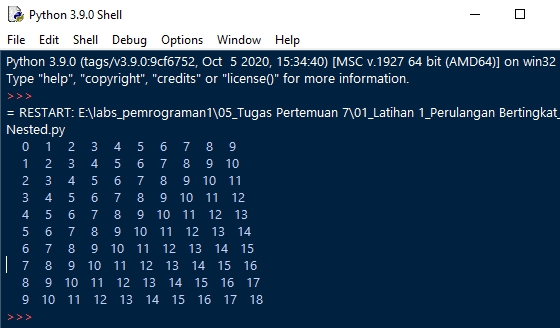 Python 3.9.0 Shell
File Edit Shell Debug Options Window Help
Python 3.9.0 (tags/v3.9.0:9cf6752, Oct  5 2020, 15:34:40) [MSC v.1927 64 bit (AMD64)] on win32
Type "help", "copyright", "credits" or "license()" for more information.
>>>
= RESTART: E:\labs_pemrograman1\05_Tugas Pertemuan 7\01_Latihan 1_Perulangan Bertingkat_
Nested.py
0 1 2 3 4 5 6 7 8 9
1 2 3 4 5 6 7 8 9 10
2 3 4 5 6 7 8 9 10 11
3 4 5 6 7 8 9 10 11 12
4 5 6 7 8 9 10 11 12 13
5 6 7 8 9 10 11 12 13 14
6 7 8 9 10 11 12 13 14 15
7 8 9 10 11 12 13 14 15 16
8 9 10 11 12 13 14 15 16 17
9 10 11 12 13 14 15 16 17 18
>>>